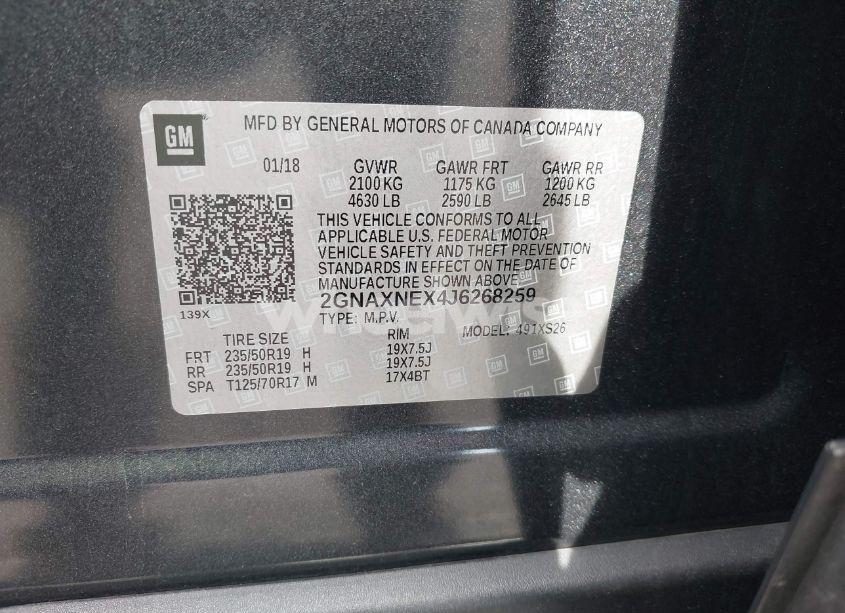 GM
MFD BY GENERAL MOTORS OF CANADA COMPANY
01/18 GVWR GAWR FRT GAWR RR
2100 KG 1175 KG 1200 KG
4630 LB 2590 LB 2645 LB
THIS VEHICLE CONFORMS TO ALL
APPLICABLE U.S. FEDERAL MOTOR
VEHICLE SAFETY AND THEFT PREVENTION
STANDARDS IN EFFECT ON THE DATE OF
MANUFACTURE SHOWN ABOVE
2GNAXNEX4J6268259
139X
TYPE: M.P.V. MODEL: 491XS26
TIRE SIZE RIM
FRT 235/50R19 H 19X7.5J
RR 235/50R19 H 19X7.5J
SPA T125/70R17 M 17X4BT